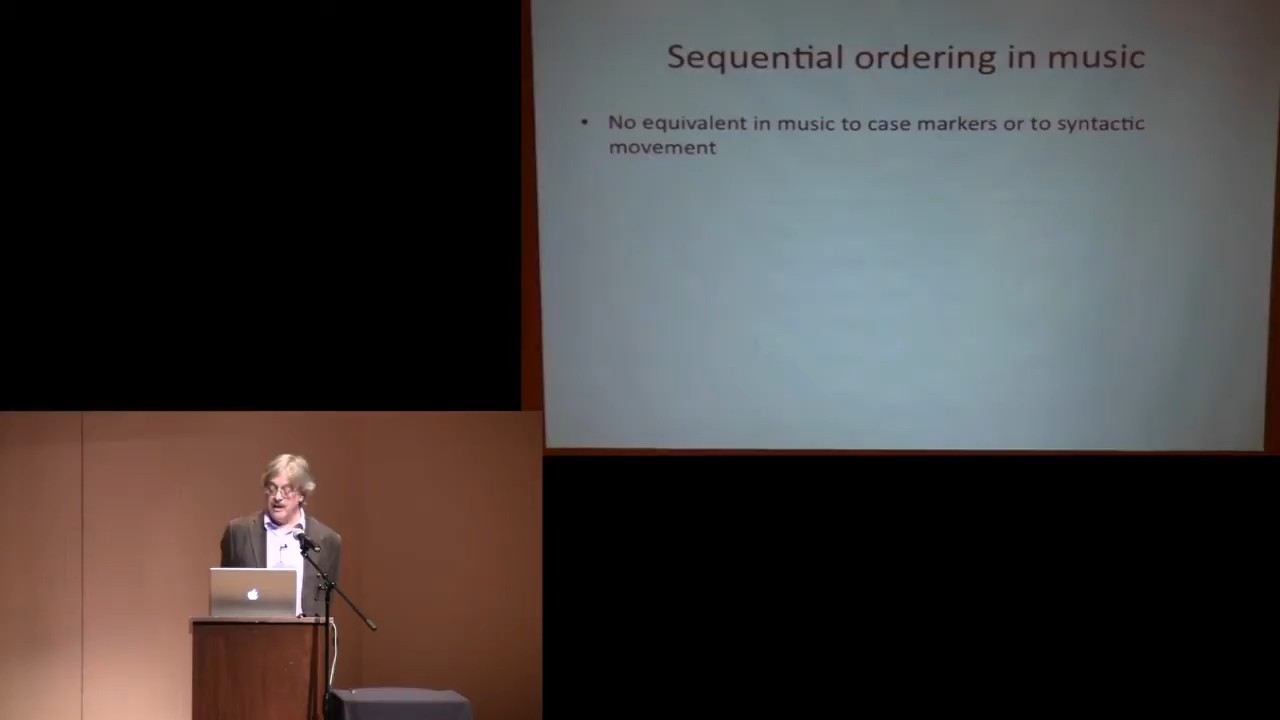 Sequential ordering in music
• No equivalent in music to case markers or to syntactic
movement